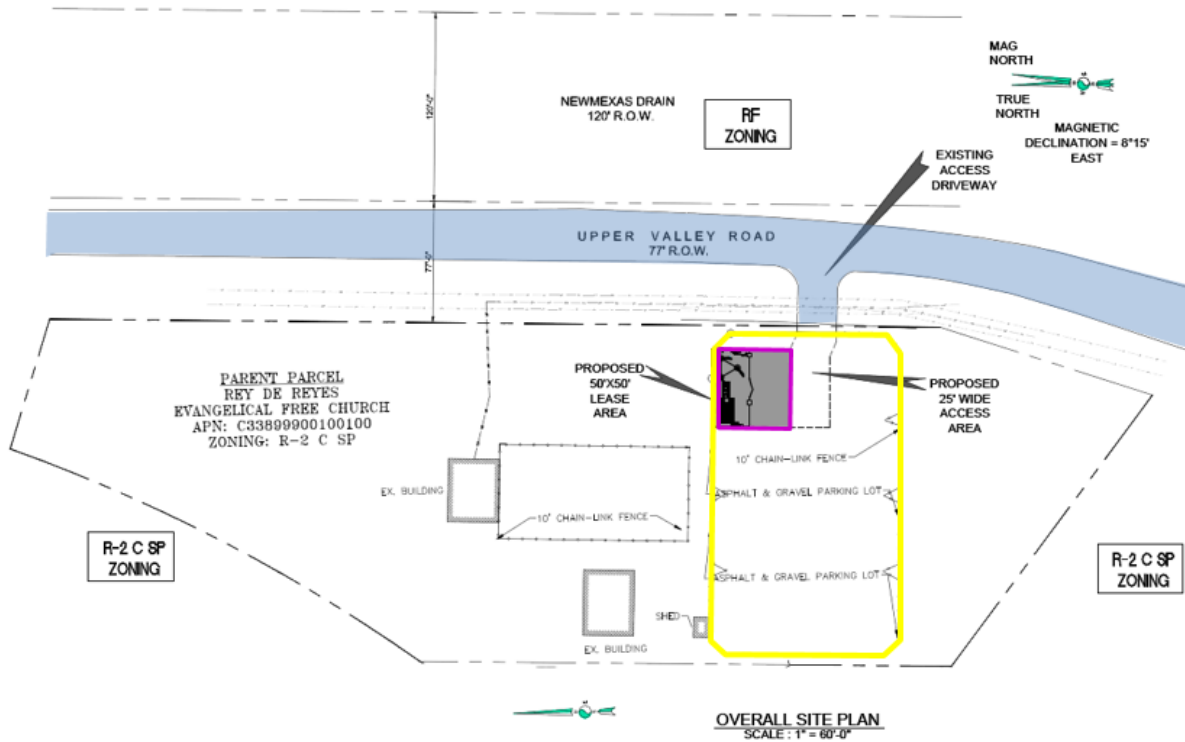 MAG
NORTH
TRUE
NORTH
MAGNETIC
DECLINATION = 8°15'
EAST
120'-0"
NEWMEXAS DRAIN
120' R.O.W.
RF
ZONING
EXISTING
ACCESS
DRIVEWAY
UPPER VALLEY ROAD
77' R.O.W.
77'-0"
PARENT PARCEL
REY DE REYES
EVANGELICAL FREE CHURCH
APN: C33899900100100
ZONING: R-2 C SP
PROPOSED
50'X50'
LEASE
AREA
PROPOSED
25' WIDE
ACCESS
AREA
10' CHAIN-LINK FENCE
EX. BUILDING
ASPHALT & GRAVEL PARKING LOT
10' CHAIN-LINK FENCE
R-2 C SP
ZONING
R-2 C SP
ZONING
ASPHALT & GRAVEL PARKING LOT
SHED
EX. BUILDING
OVERALL SITE PLAN
SCALE : 1" = 60'-0"